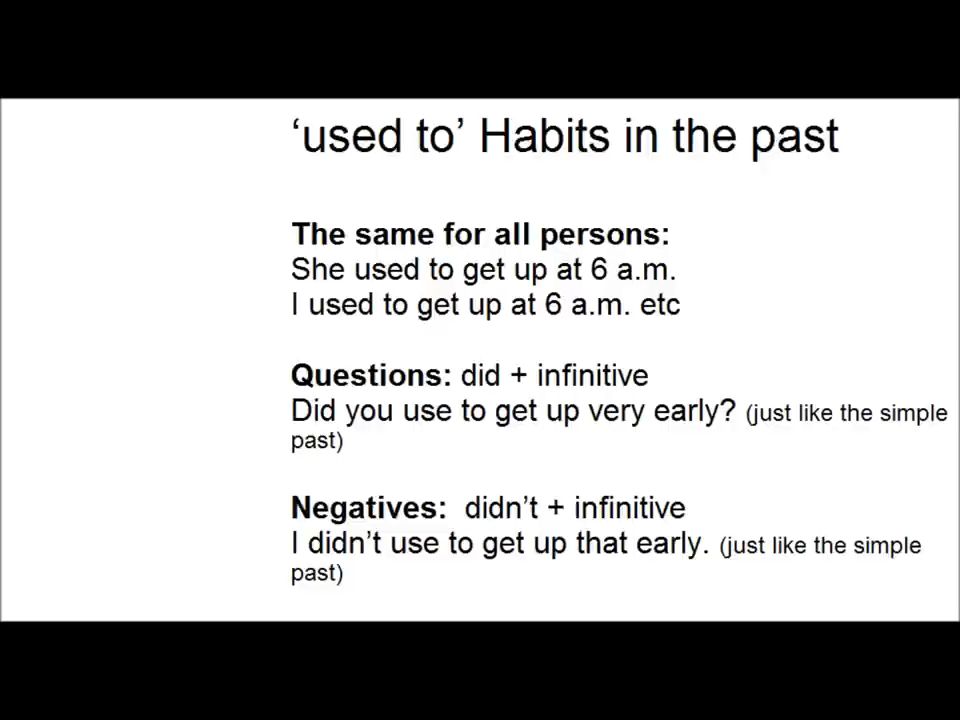 ‘used to’ Habits in the past
The same for all persons:
She used to get up at 6 a.m.
I used to get up at 6 a.m. etc
Questions: did + infinitive
Did you use to get up very early? (just like the simple
past)
Negatives:  didn’t + infinitive
I didn’t use to get up that early. (just like the simple
past)